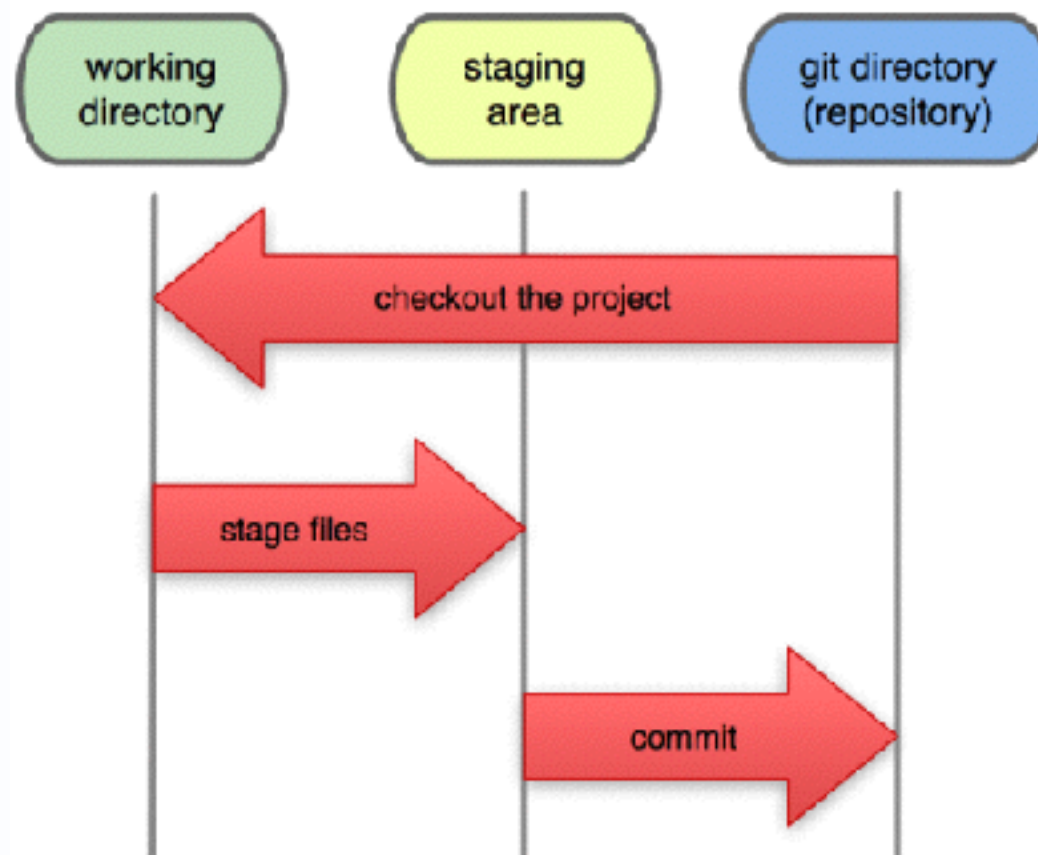 working
directory
staging
area
git directory
(repository)
checkout the project
stage files
commit